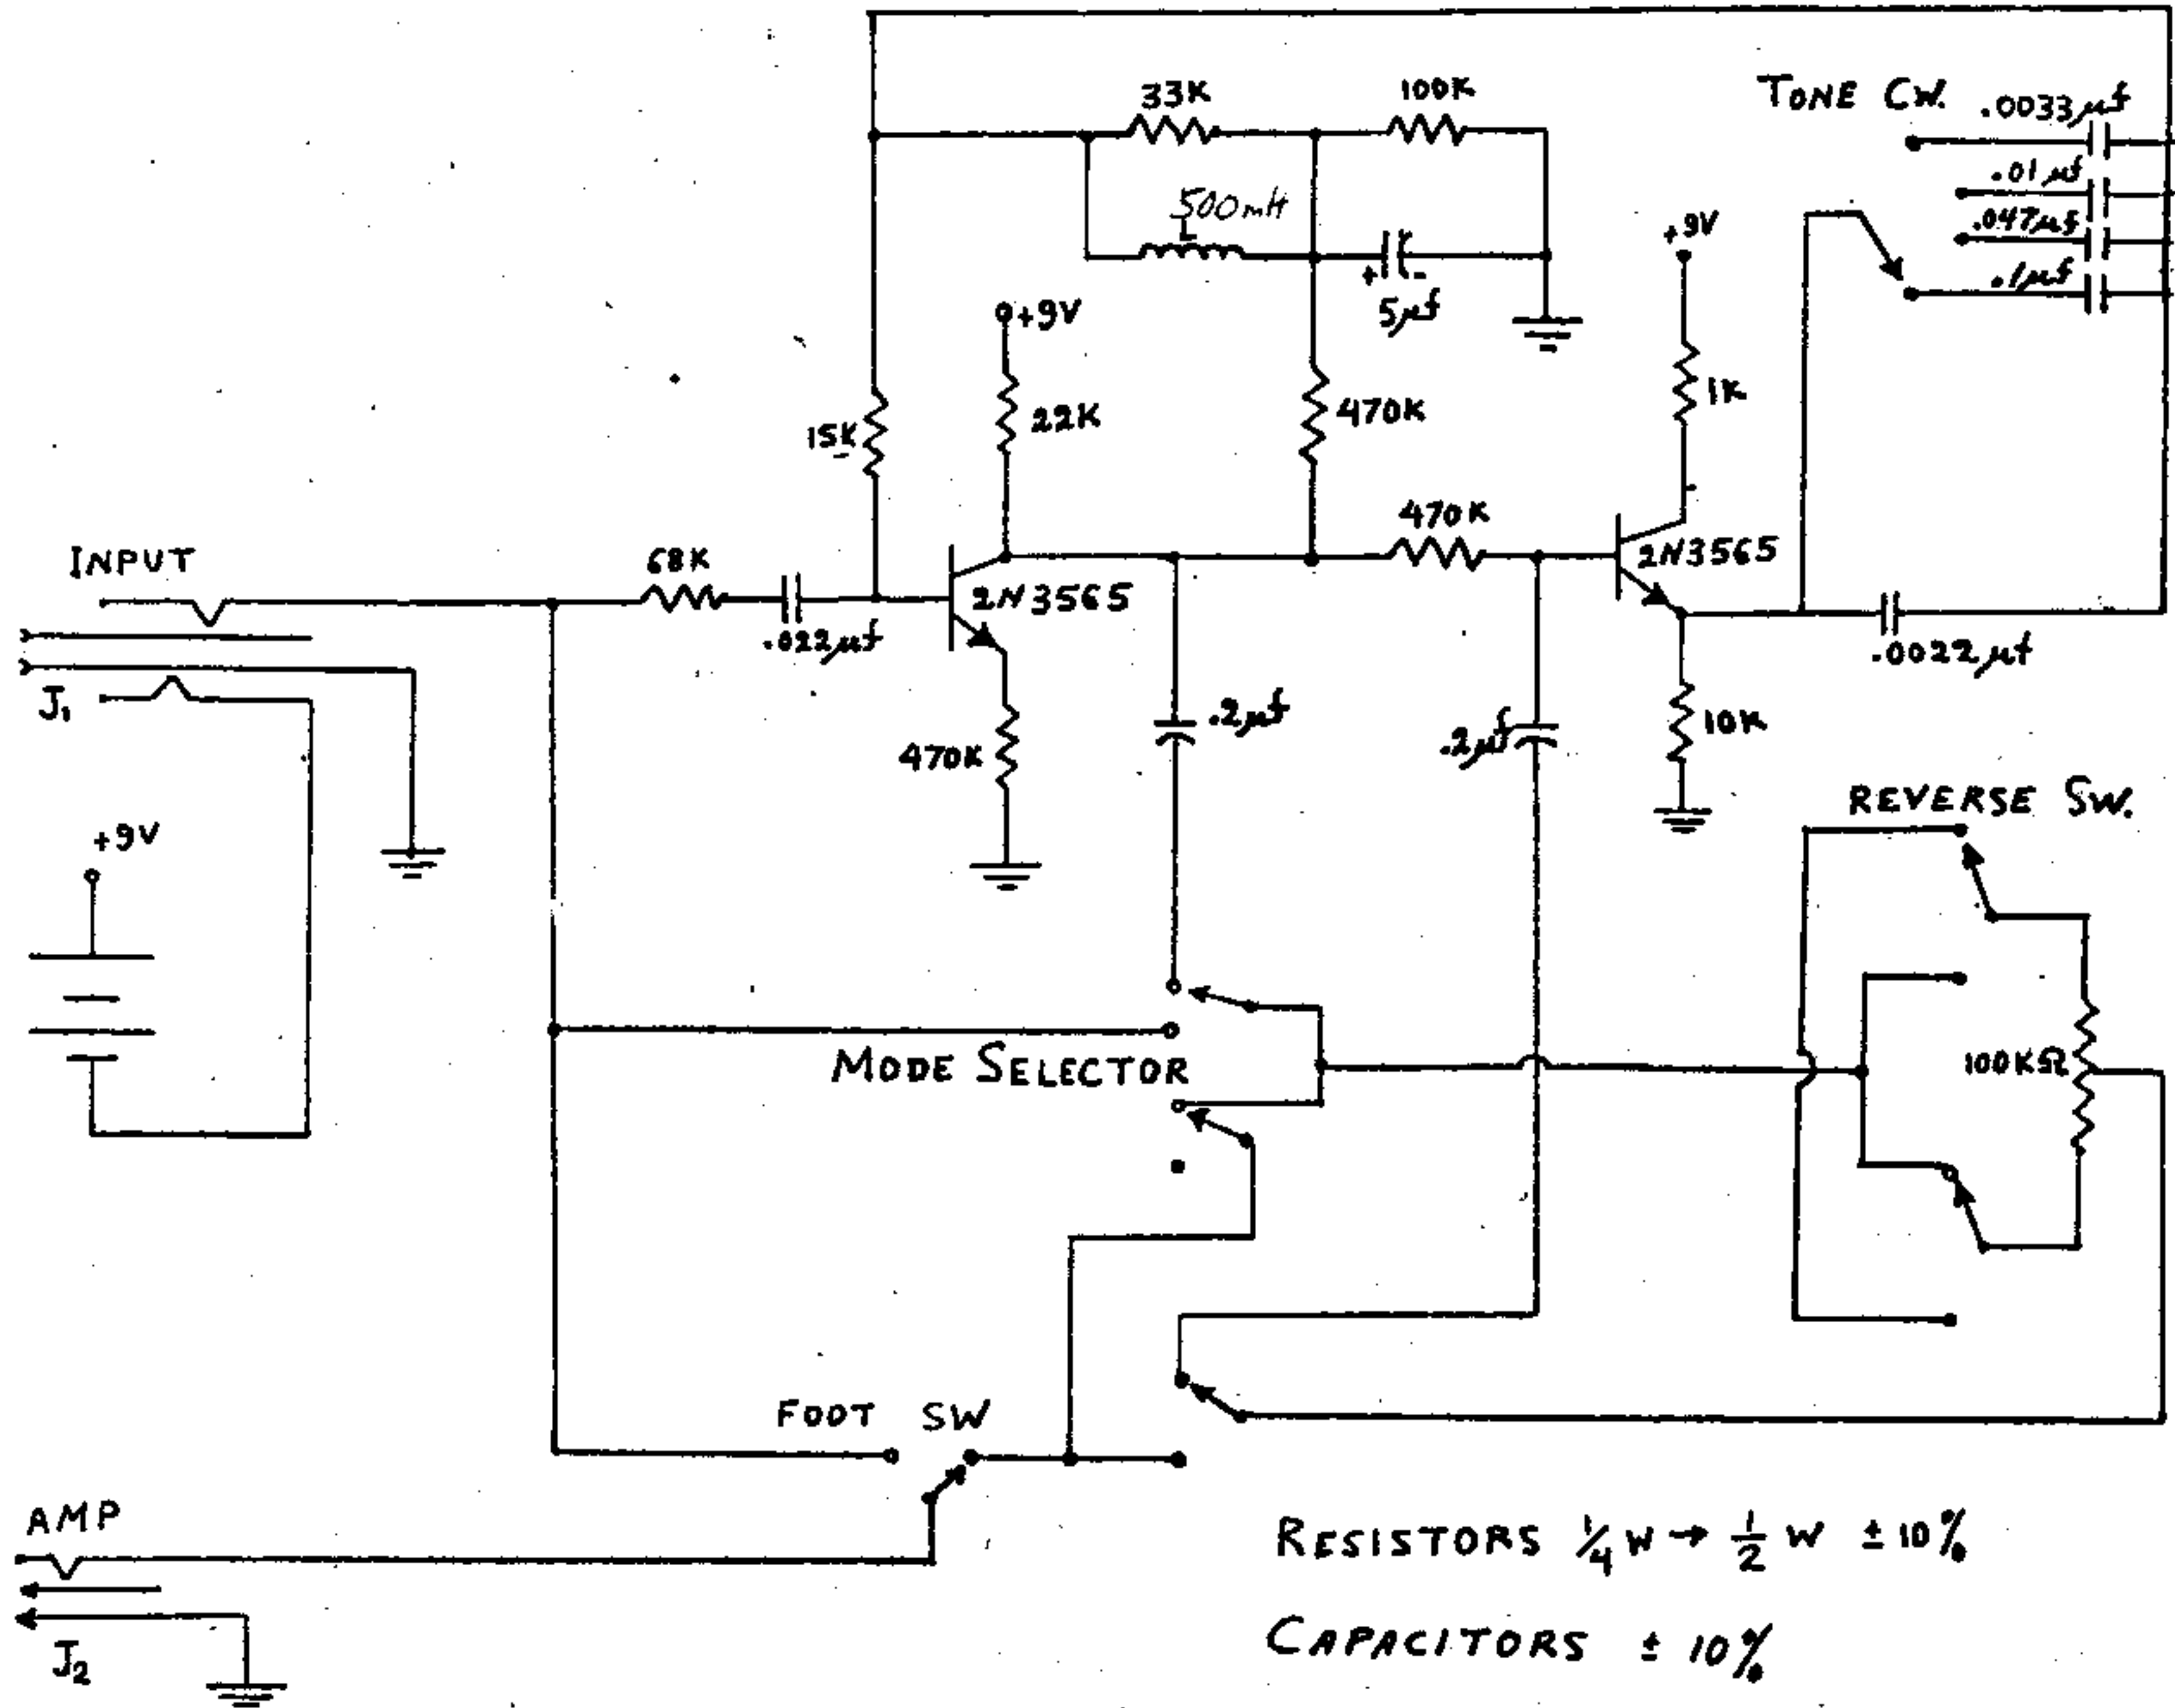 33K
100K
TONE CW.
.0033µf
.01µf
.047µf
.1µf
500mH
L
+9V
+
-
5µf
+9V
15K
22K
470K
1K
INPUT
68K
.022µf
2N3565
470K
2N3565
.0022µf
J1
.2µf
.2µf
10K
470K
+9V
REVERSE SW.
MODE SELECTOR
100KΩ
FOOT SW
AMP
J2
RESISTORS ¼ W → ½ W ± 10%
CAPACITORS ± 10%